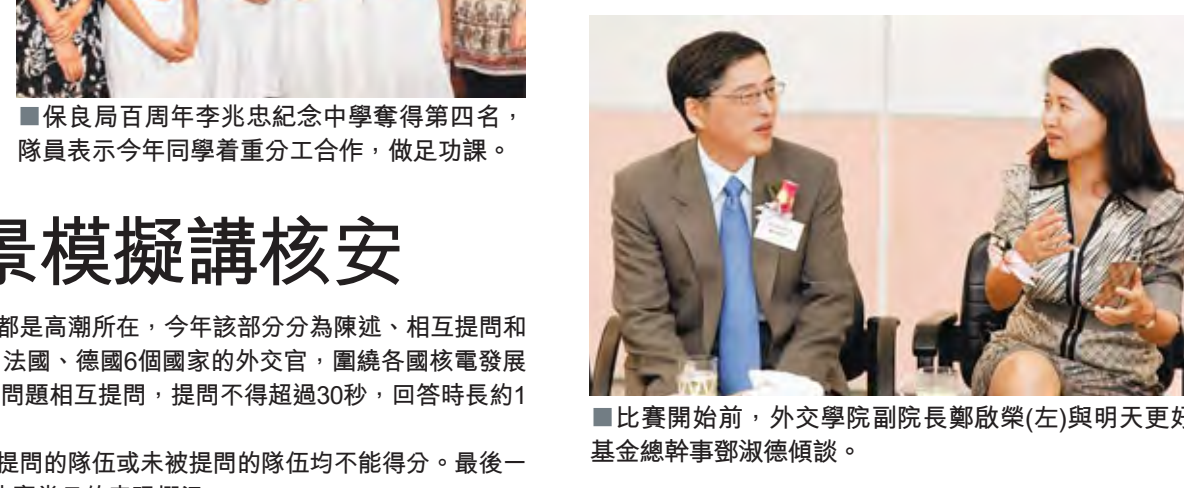 ■保良局百周年李兆忠紀念中學奪得第四名，
隊員表示今年同學着重分工合作，做足功課。
景模擬講核安
都是高潮所在，今年該部分分為陳述、相互提問和
法國、德國6個國家的外交官，圍繞各國核電發展
問題相互提問，提問不得超過30秒，回答時長約1
提問的隊伍或未被提問的隊伍均不能得分。最後一
■比賽開始前，外交學院副院長鄭啟榮(左)與明天更好
基金總幹事鄧淑德傾談。